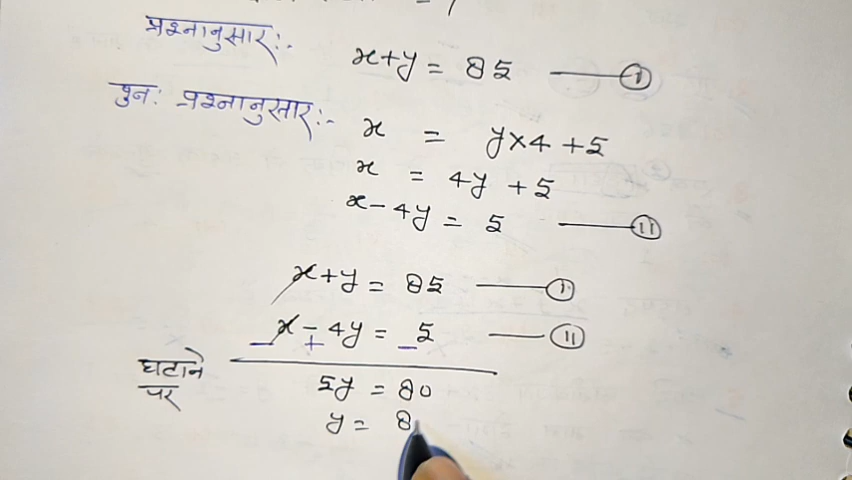 = 1
प्रश्नानुसार:-
x+y = 85 —— (i)
पुन: प्रश्नानुसार:-
x = y×4 +5
x = 4y +5
x - 4y = 5 —— (ii)
x+y = 85 —— (i)
x - 4y = 5 —— (ii)
- + -
घटाने पर
5y = 80
y = 8